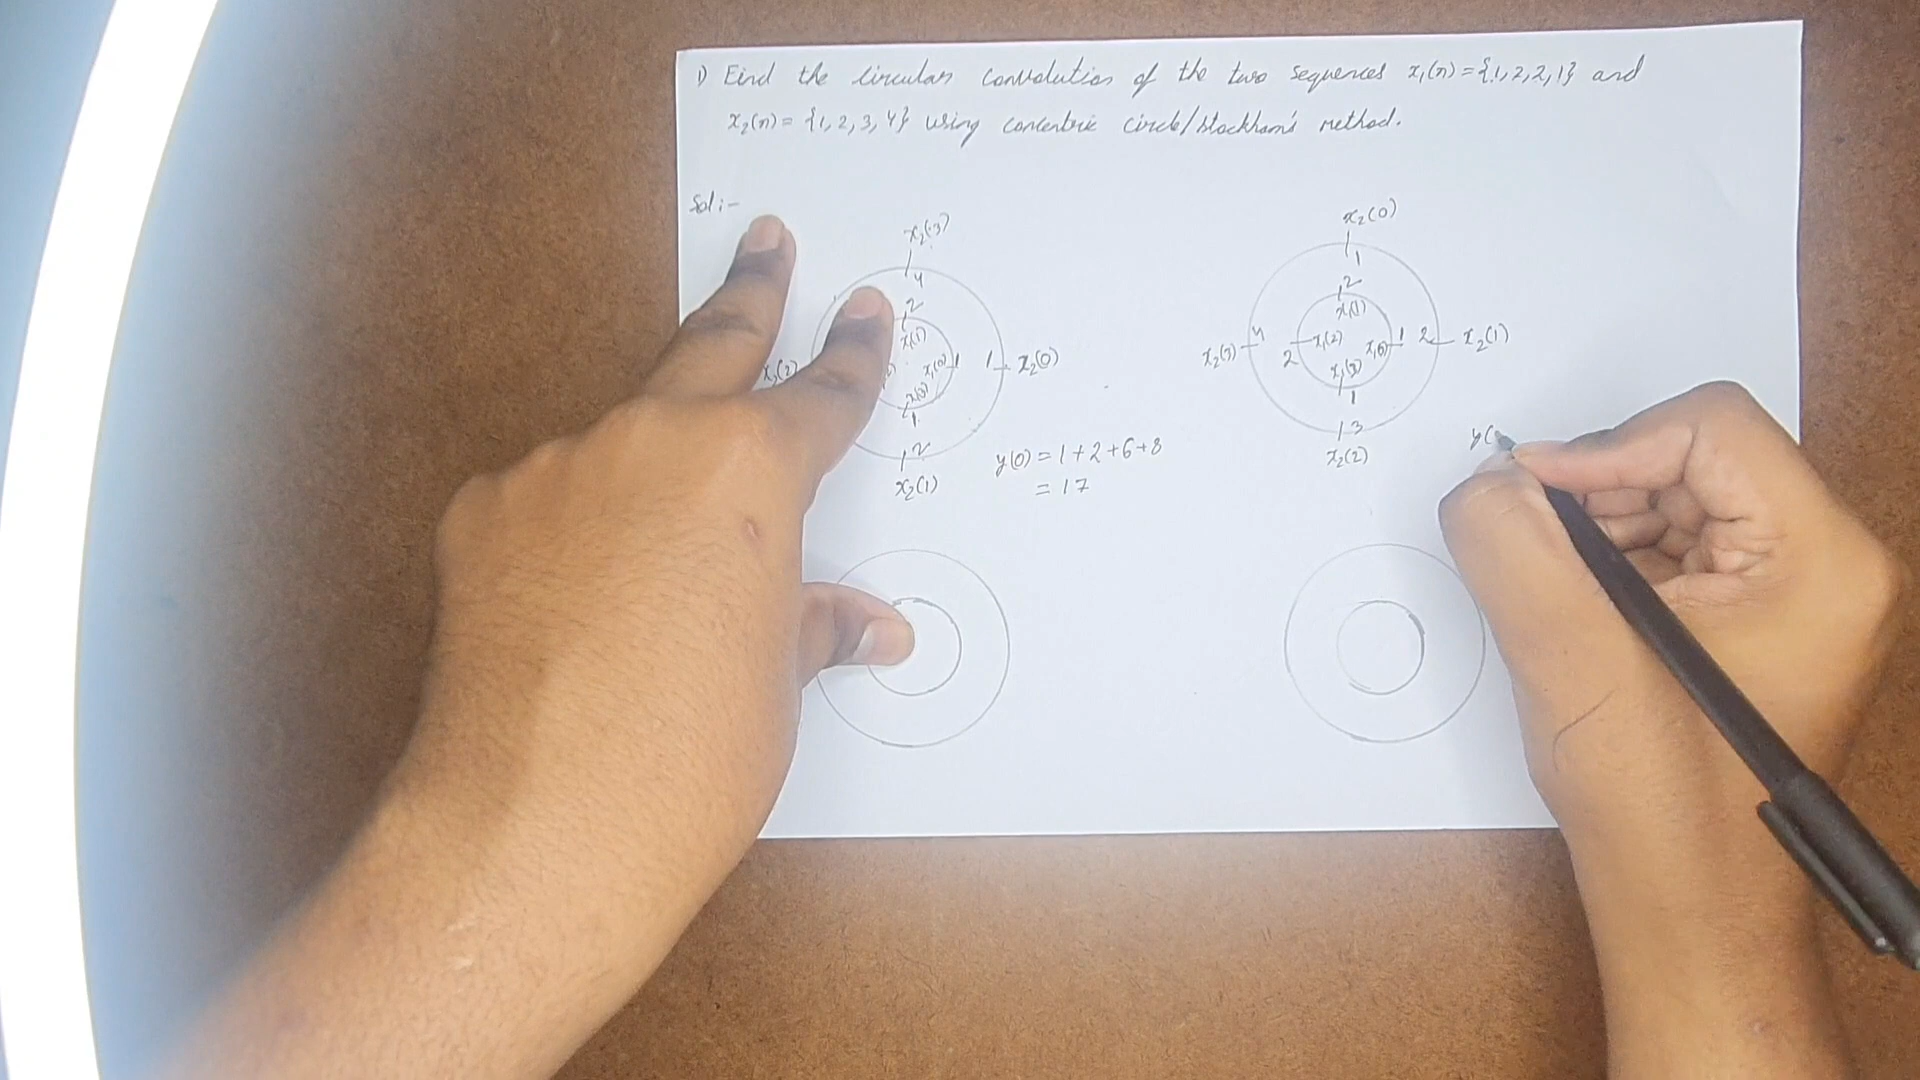 1) Find the circular convolution of the two sequences x₁(n) = {1, 2, 2, 1} and
x₂(n) = {1, 2, 3, 4} using concentric circle/stockham's method.
Sol :-
x₂(3)
4
2
x₁(1)
x₂(2) x₁(0) 1 1 x₂(0)
x₁(3)
1
2
x₂(1)
y(0) = 1 + 2 + 6 + 8
= 17
x₂(0)
1
2
x₁(1)
x₂(3) 4 2 x₁(2) x₁(0) 1 2 x₂(1)
x₁(3)
1
3
x₂(2)
y(